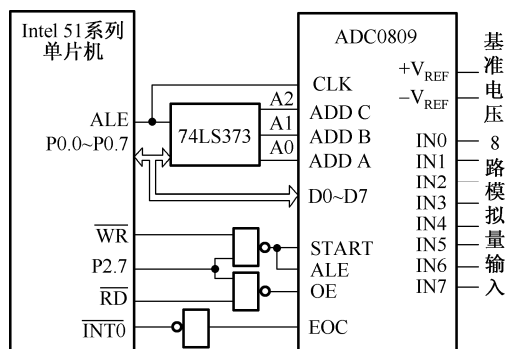 Intel 51系列
单片机
ALE
P0.0~P0.7
WR
P2.7
RD
INT0
74LS373
A2
A1
A0
ADC0809
CLK
ADD C
ADD B
ADD A
D0~D7
START
ALE
OE
EOC
+VREF
−VREF
IN0
IN1
IN2
IN3
IN4
IN5
IN6
IN7
基准电压
8路模拟量输入